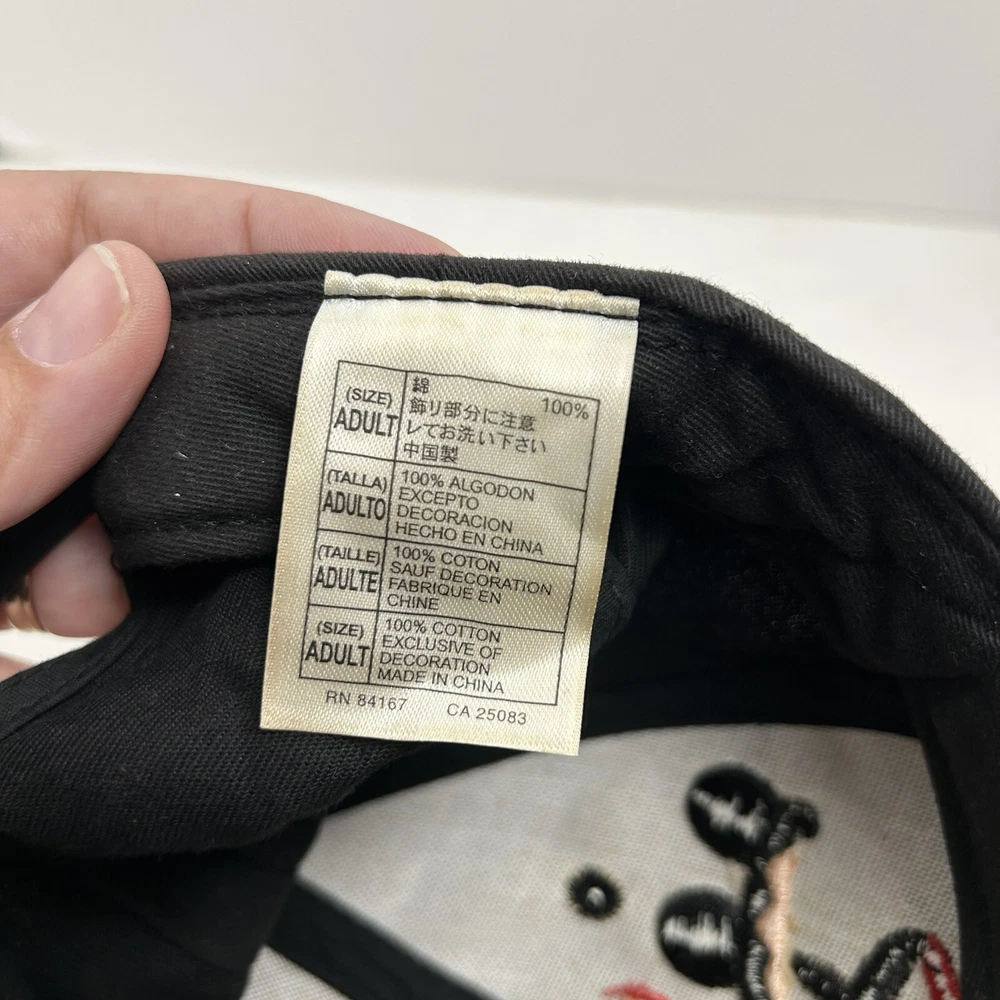 (SIZE)
ADULT
綿 100%
飾り部分に注意
してお洗い下さい
中国製
(TALLA)
ADULTO
100% ALGODON
EXCEPTO
DECORACION
HECHO EN CHINA
(TAILLE)
ADULTE
100% COTON
SAUF DECORATION
FABRIQUE EN
CHINE
(SIZE)
ADULT
100% COTTON
EXCLUSIVE OF
DECORATION
MADE IN CHINA
RN 84167 CA 25083